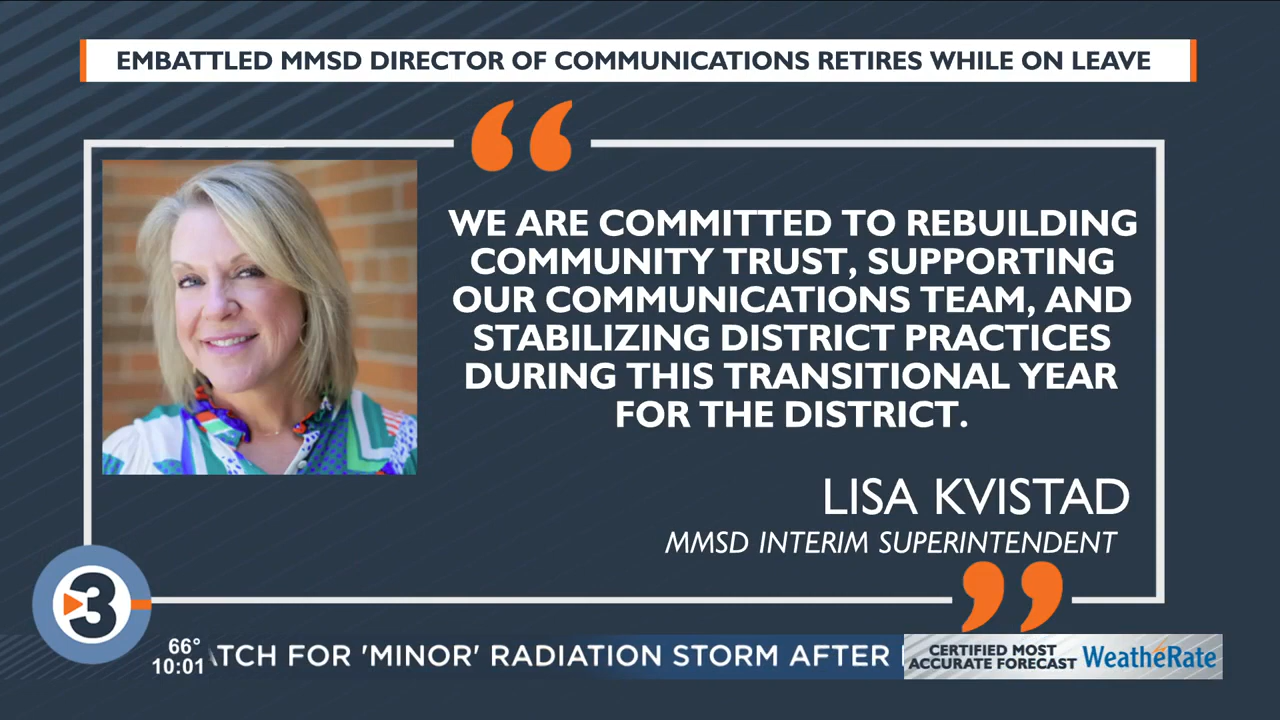 EMBATTLED MMSD DIRECTOR OF COMMUNICATIONS RETIRES WHILE ON LEAVE
WE ARE COMMITTED TO REBUILDING
COMMUNITY TRUST, SUPPORTING
OUR COMMUNICATIONS TEAM, AND
STABILIZING DISTRICT PRACTICES
DURING THIS TRANSITIONAL YEAR
FOR THE DISTRICT.
LISA KVISTAD
MMSD INTERIM SUPERINTENDENT
3
66°
10:01
ATCH FOR 'MINOR' RADIATION STORM AFTER
CERTIFIED MOST
ACCURATE FORECAST
WeatheRate